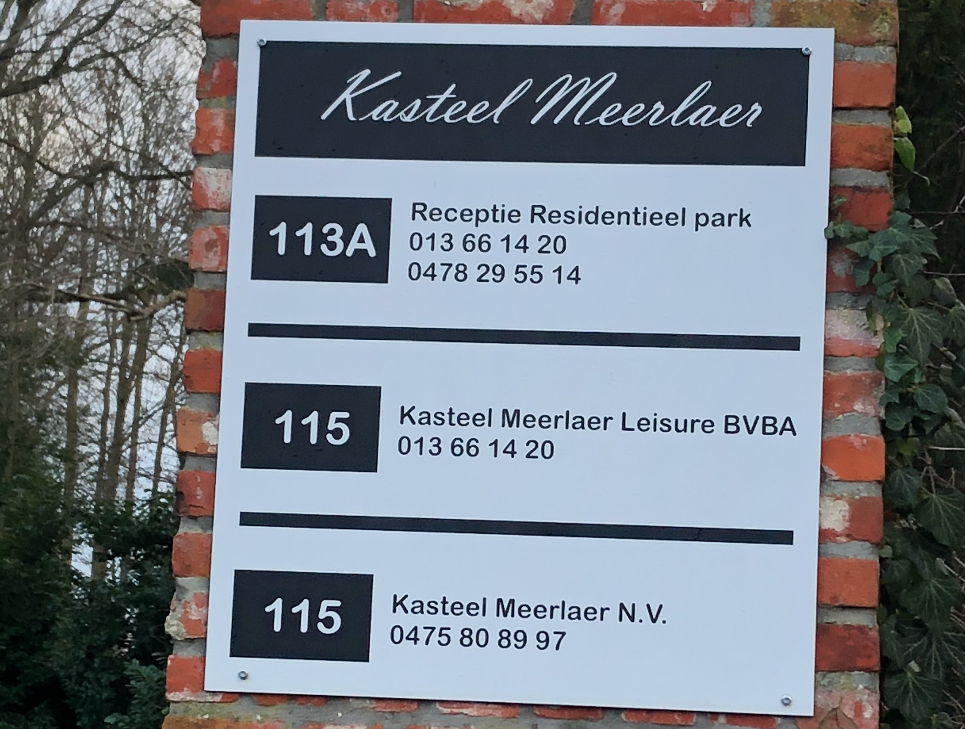 Kasteel Meerlaer
113A
Receptie Residentieel park
013 66 14 20
0478 29 55 14
115
Kasteel Meerlaer Leisure BVBA
013 66 14 20
115
Kasteel Meerlaer N.V.
0475 80 89 97